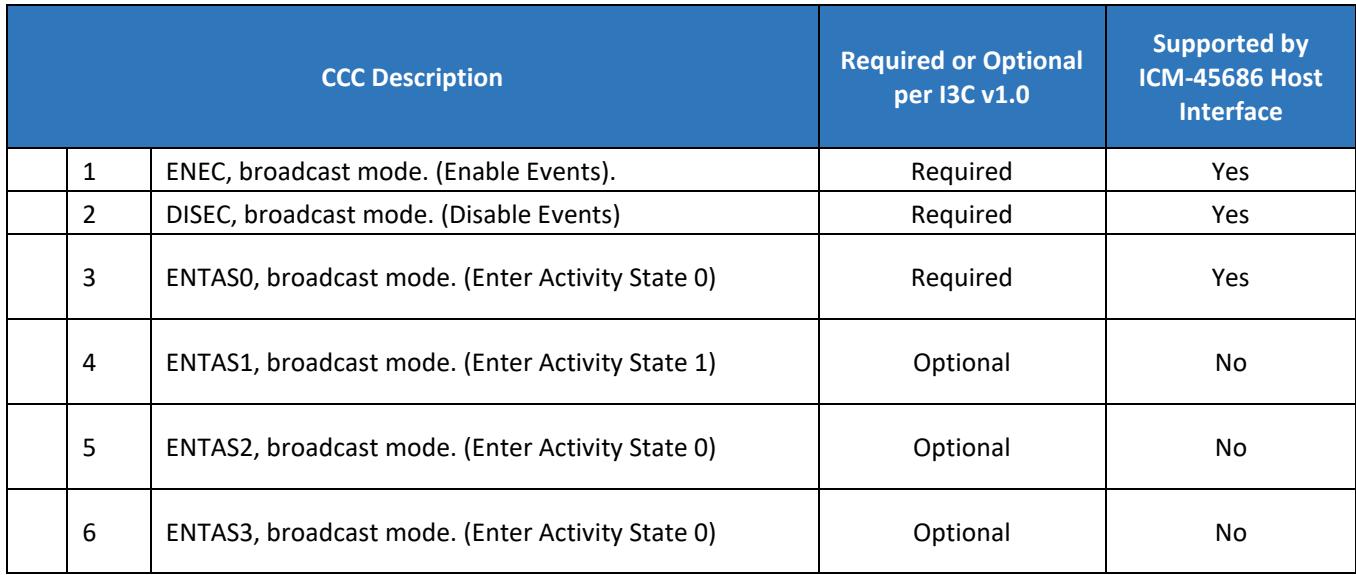 CCC Description
Required or Optional
per I3C v1.0
Supported by
ICM-45686 Host
Interface
1 ENEC, broadcast mode. (Enable Events). Required Yes
2 DISEC, broadcast mode. (Disable Events) Required Yes
3 ENTAS0, broadcast mode. (Enter Activity State 0) Required Yes
4 ENTAS1, broadcast mode. (Enter Activity State 1) Optional No
5 ENTAS2, broadcast mode. (Enter Activity State 0) Optional No
6 ENTAS3, broadcast mode. (Enter Activity State 0) Optional No